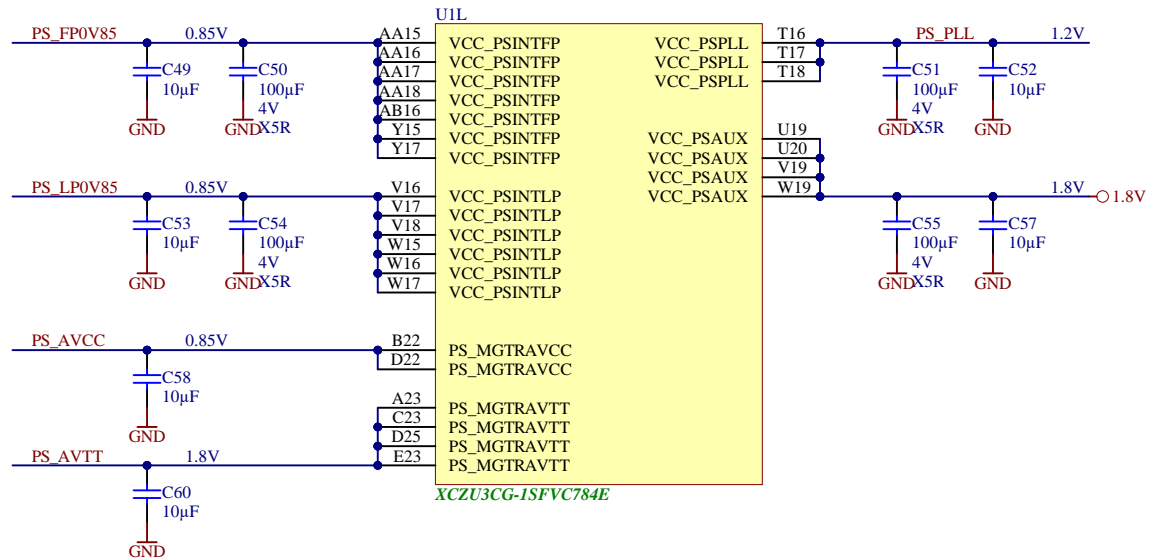 U1L
PS_FP0V85 0.85V AA15 VCC_PSINTFP VCC_PSPLL T16 PS_PLL 1.2V
AA16 VCC_PSINTFP VCC_PSPLL T17
C49 C50 AA17 VCC_PSINTFP VCC_PSPLL T18 C51 C52
10µF 100µF AA18 VCC_PSINTFP 100µF 10µF
4V AB16 VCC_PSINTFP 4V
GND GND X5R Y15 VCC_PSINTFP VCC_PSAUX U19 GND X5R GND
Y17 VCC_PSINTFP VCC_PSAUX U20
VCC_PSAUX V19
PS_LP0V85 0.85V V16 VCC_PSINTLP VCC_PSAUX W19 1.8V 1.8V
V17 VCC_PSINTLP
C53 C54 V18 VCC_PSINTLP C55 C57
10µF 100µF W15 VCC_PSINTLP 100µF 10µF
4V W16 VCC_PSINTLP 4V
GND GND X5R W17 VCC_PSINTLP GND X5R GND
PS_AVCC 0.85V B22 PS_MGTRAVCC
D22 PS_MGTRAVCC
C58
10µF A23 PS_MGTRAVTT
C23 PS_MGTRAVTT
GND D25 PS_MGTRAVTT
PS_AVTT 1.8V E23 PS_MGTRAVTT
C60 XCZU3CG-1SFVC784E
10µF
GND